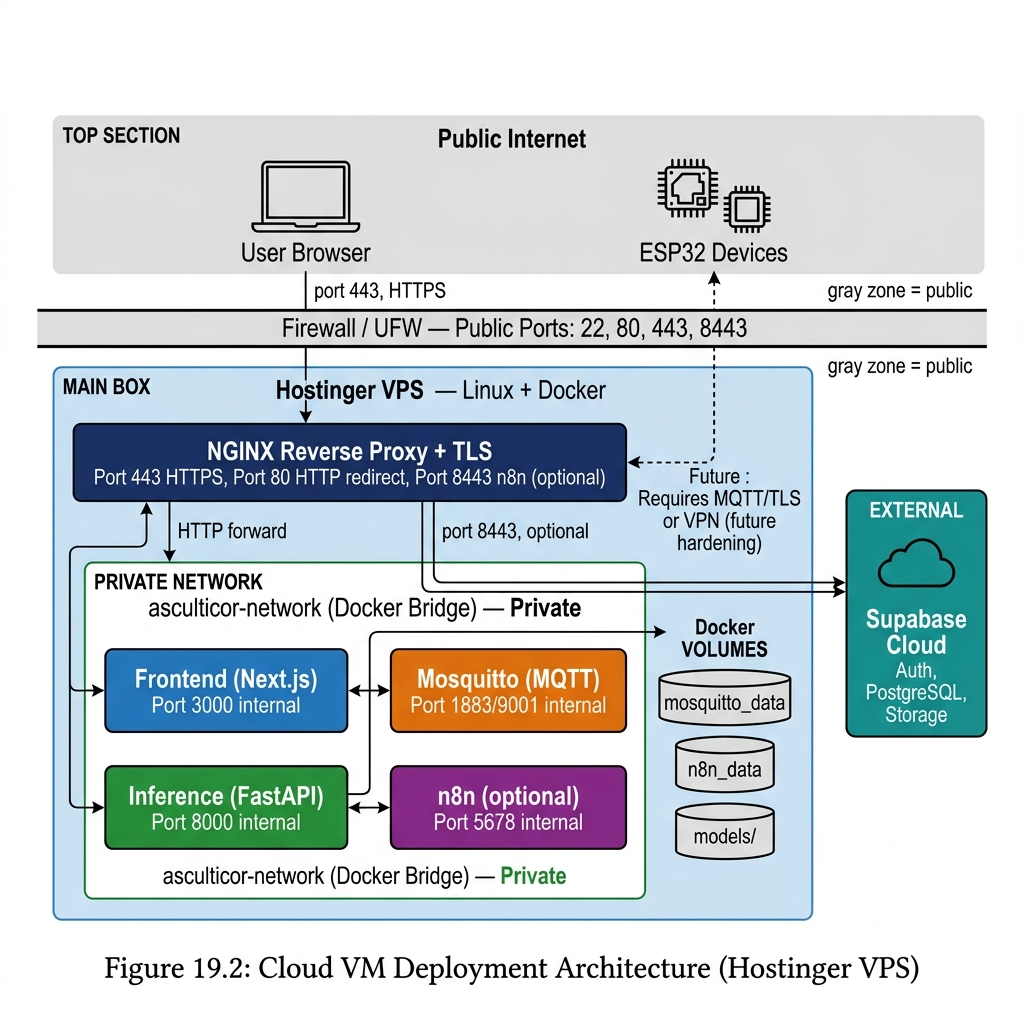 TOP SECTION
Public Internet
User Browser
ESP32 Devices
port 443, HTTPS
gray zone = public
Firewall / UFW — Public Ports: 22, 80, 443, 8443
gray zone = public
MAIN BOX
Hostinger VPS — Linux + Docker
NGINX Reverse Proxy + TLS
Port 443 HTTPS, Port 80 HTTP redirect, Port 8443 n8n (optional)
Future :
Requires MQTT/TLS
or VPN (future
hardening)
HTTP forward
port 8443, optional
EXTERNAL
Supabase
Cloud
Auth,
PostgreSQL,
Storage
PRIVATE NETWORK
asculticor-network (Docker Bridge) — Private
Docker
VOLUMES
Frontend (Next.js)
Port 3000 internal
Mosquitto (MQTT)
Port 1883/9001 internal
mosquitto_data
n8n_data
models/
Inference (FastAPI)
Port 8000 internal
n8n (optional)
Port 5678 internal
asculticor-network (Docker Bridge) — Private
Figure 19.2: Cloud VM Deployment Architecture (Hostinger VPS)